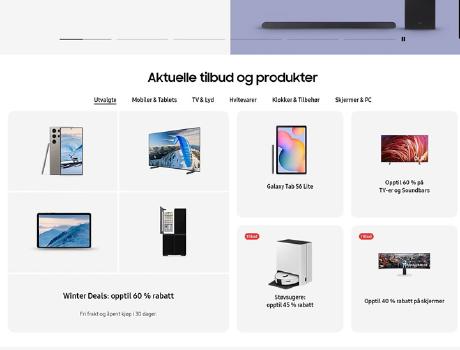 Aktuelle tilbud og produkter
Utvalgte
Mobiler & Tablets
TV & Lyd
Hvitevarer
Klokker & Tilbehør
Skjermer & PC
Galaxy Tab S6 Lite
Opptil 60 % på
TV-er og Soundbars
Winter Deals: opptil 60 % rabatt
Fri frakt og åpent kjøp i 30 dager.
Tilbud
Støvsugere:
opptil 45 % rabatt
Tilbud
Opptil 40 % rabatt på skjermer